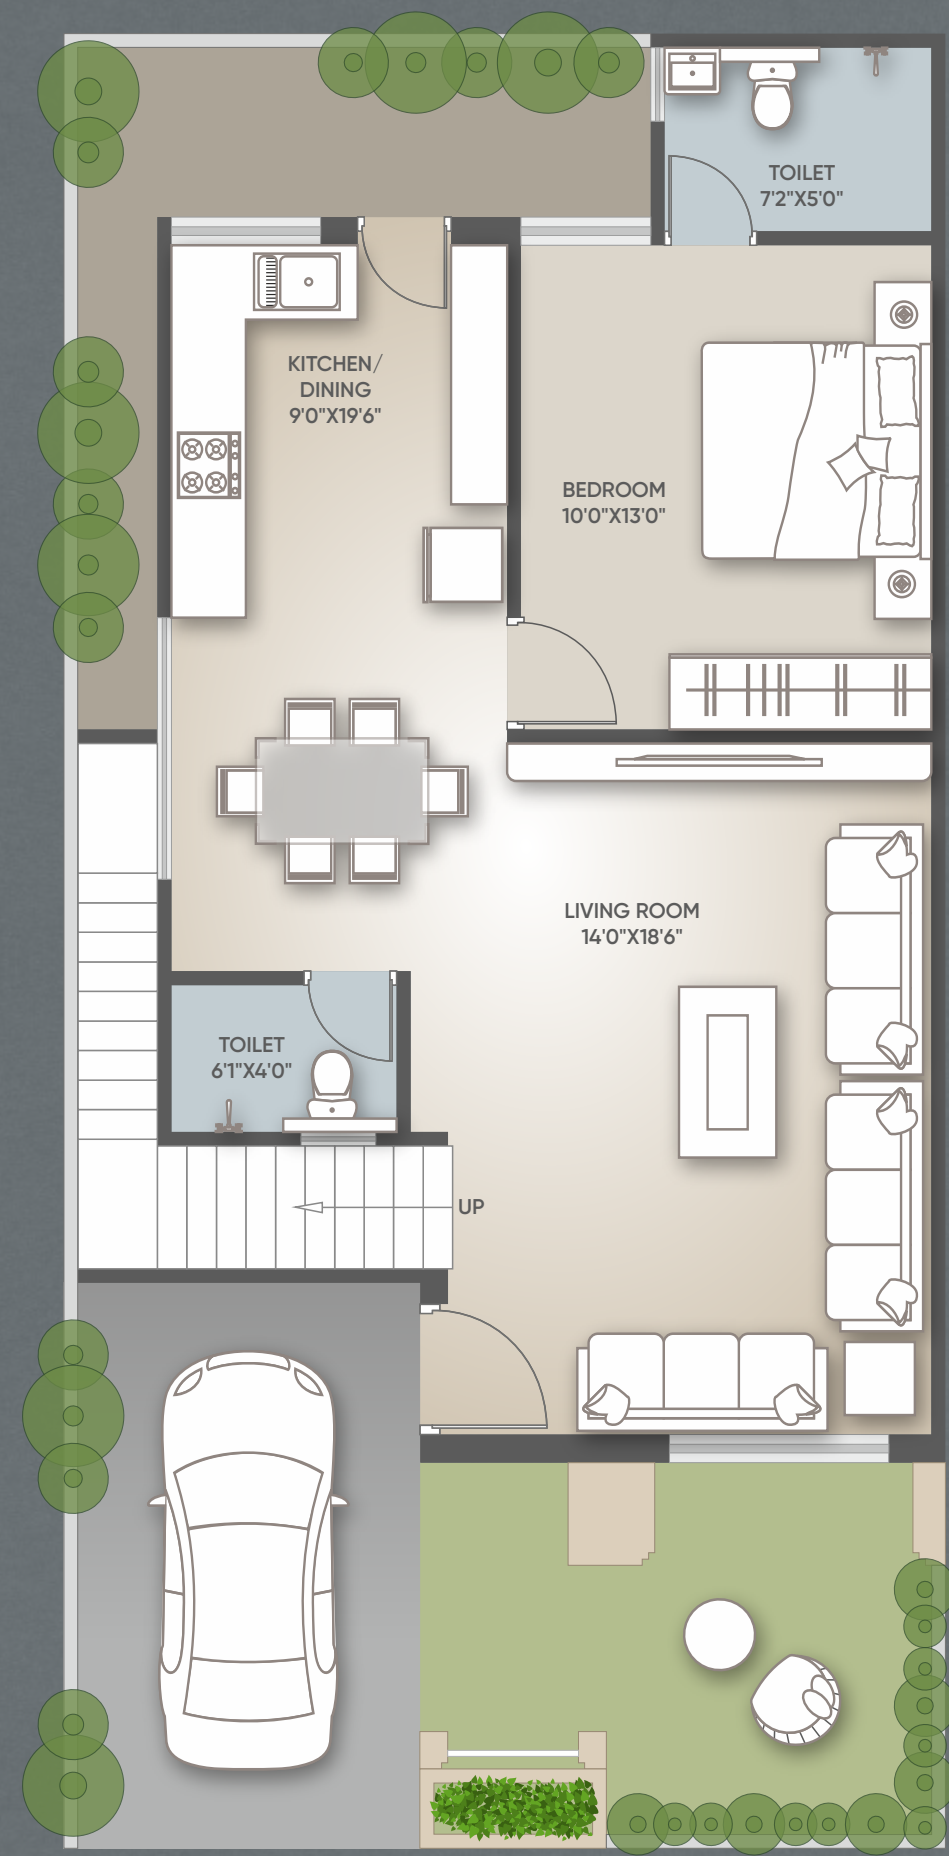 TOILET
7'2"X5'0"
KITCHEN/
DINING
9'0"X19'6"
BEDROOM
10'0"X13'0"
LIVING ROOM
14'0"X18'6"
TOILET
6'1"X4'0"
UP